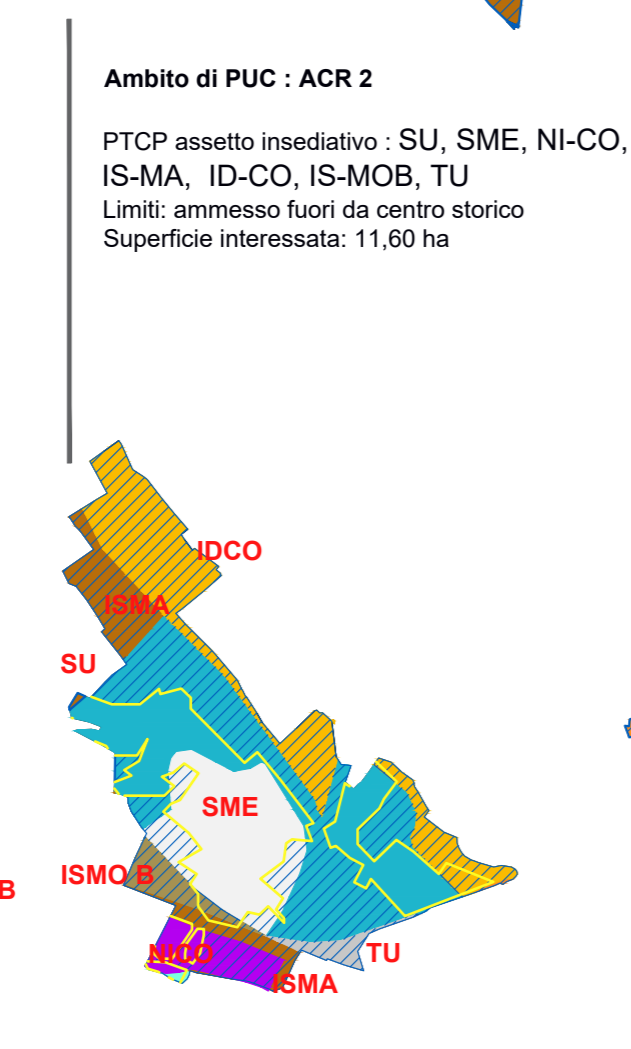 Ambito di PUC : ACR 2
PTCP assetto insediativo : SU, SME, NI-CO,
IS-MA, ID-CO, IS-MOB, TU
Limiti: ammesso fuori da centro storico
Superficie interessata: 11,60 ha
IDCO
ISMA
SU
SME
ISMO B
B
NICO
TU
ISMA